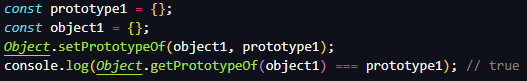 const prototype1 = {};
const object1 = {};
Object.setPrototypeOf(object1, prototype1);
console.log(Object.getPrototypeOf(object1) === prototype1); // true